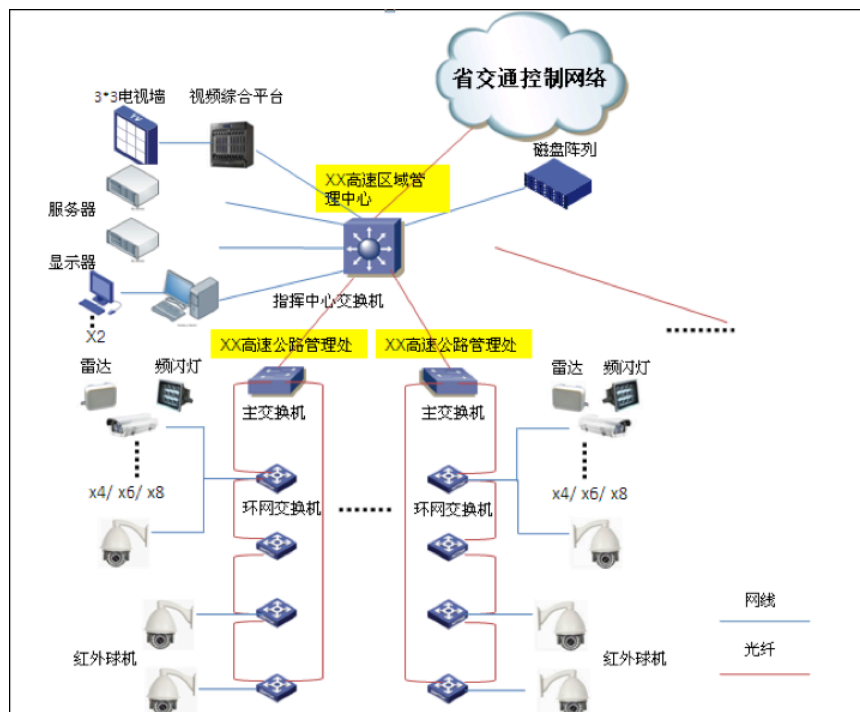 省交通控制网络
3*3电视墙
视频综合平台
TV
磁盘阵列
XX高速区域管
理中心
服务器
显示器
指挥中心交换机
X2
XX高速公路管理处
XX高速公路管理处
雷达
频闪灯
雷达
频闪灯
主交换机
主交换机
x4/ x6/ x8
x4/ x6/ x8
环网交换机
环网交换机
网线
红外球机
红外球机
光纤